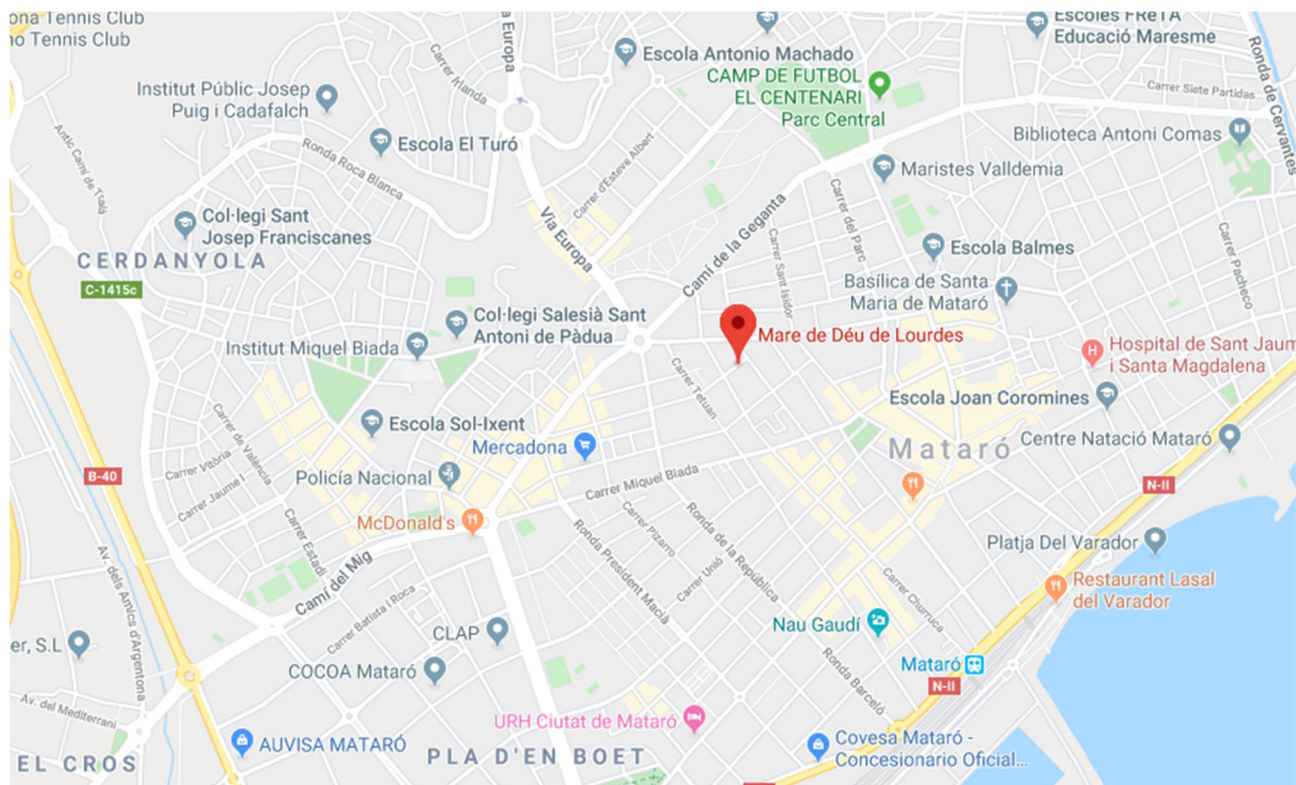 ona Tennis Club
no Tennis Club
Escoles FReTA
Educació Maresme
Escola Antonio Machado
Via Europa
CAMP DE FUTBOL
EL CENTENARI
Parc Central
Ronda de Cervantes
Carrer Siete Partidas
Institut Públic Josep
Puig i Cadafalch
Carrer Irlanda
Biblioteca Antoni Comas
Escola El Turó
Antic Camí de Traià
Ronda Roca Blanca
Carrer d'Esteve Albert
Maristes Valldemia
Col·legi Sant
Josep Franciscanes
Via Europa
Camí de la Geganta
Carrer del Parc
Carrer Sant Isidor
Escola Balmes
Carrer Pacheco
CERDANYOLA
C-1415c
Basílica de Santa
Maria de Mataró
Col·legi Salesià Sant
Antoni de Pàdua
Mare de Déu de Lourdes
Institut Miquel Biada
Hospital de Sant Jaum
i Santa Magdalena
Carrer Tetuan
Escola Joan Coromines
Escola Sol-Ixent
Mercadona
Mataró
Centre Natació Mataró
Carrer de València
Carrer Vitòria
Carrer Jaume I
B-40
Policía Nacional
Carrer Miquel Biada
N-II
McDonald's
Carrer Estadi
Carrer Pizarro
Ronda de la República
Ronda President Macià
Carrer Unió
Platja Del Varador
Camí del Mig
Av. dels Amics d'Argentona
Carrer Batista i Roca
Carrer Churruca
Restaurant Lasal
del Varador
Nau Gaudí
CLAP
er, S.L
COCOA Mataró
Mataró
N-II
Ronda Barceló
Av. del Mediterrani
URH Ciutat de Mataró
AUVISA MATARÓ
PLA D'EN BOET
EL CROS
Covesa Mataró -
Concesionario Oficial...